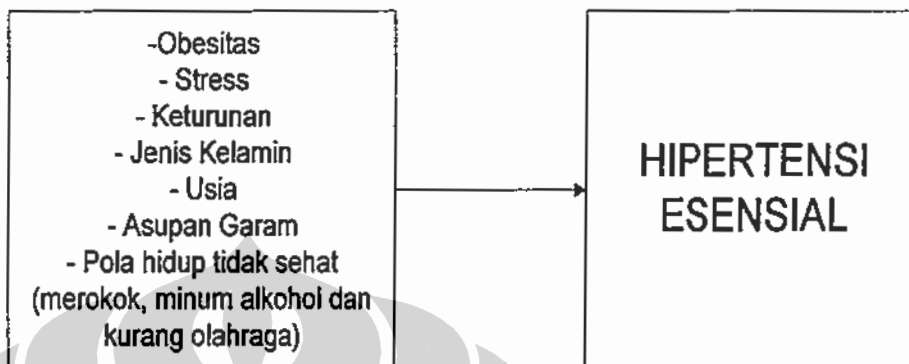 -Obesitas
- Stress
- Keturunan
- Jenis Kelamin
- Usia
- Asupan Garam
- Pola hidup tidak sehat
(merokok, minum alkohol dan
kurang olahraga)
HIPERTENSI
ESENSIAL